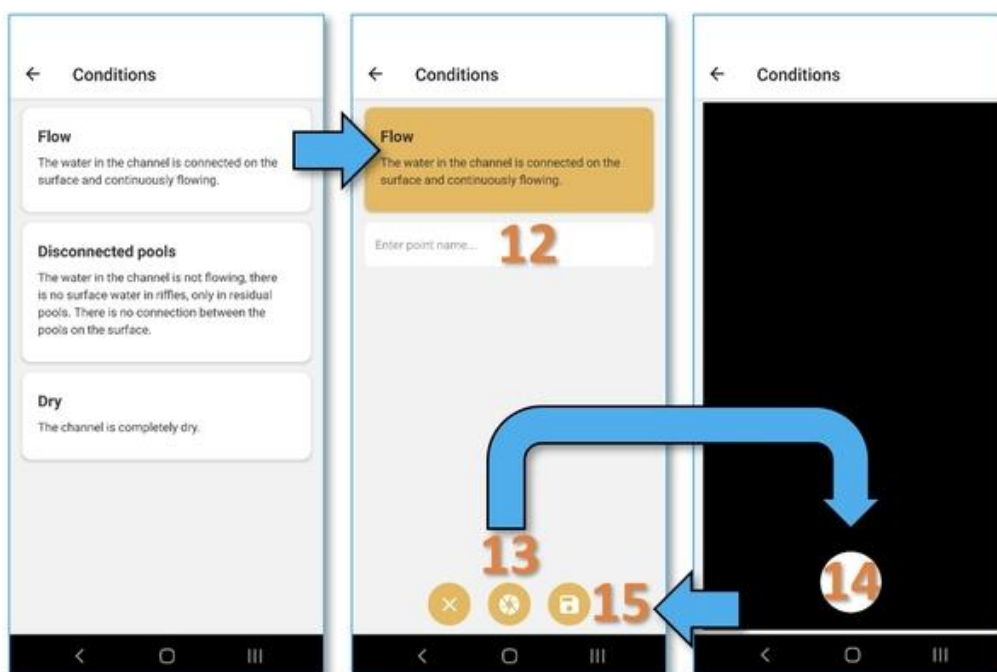 Conditions
Flow
The water in the channel is connected on the
surface and continuously flowing.
Disconnected pools
The water in the channel is not flowing, there
is no surface water in riffles, only in residual
pools. There is no connection between the
pools on the surface.
Dry
The channel is completely dry.
Conditions
Flow
The water in the channel is connected on the
surface and continuously flowing.
Enter point name...
12
13
15
Conditions
14